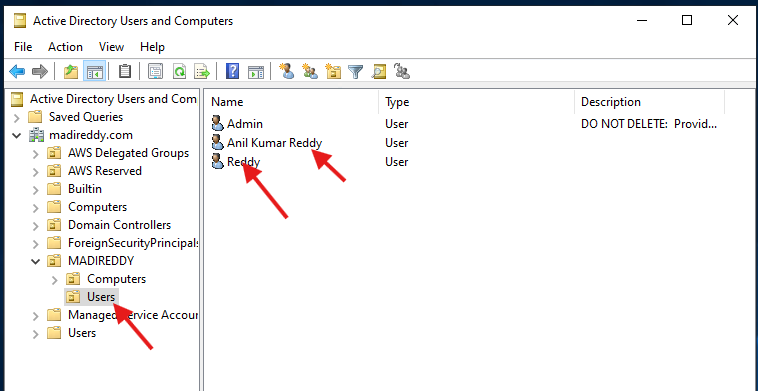 Active Directory Users and Computers
File Action View Help
Active Directory Users and Com
Saved Queries
madireddy.com
AWS Delegated Groups
AWS Reserved
Builtin
Computers
Domain Controllers
ForeignSecurityPrincipals
MADIREDDY
Computers
Users
Managed Service Accour
Users
Name Type Description
Admin User DO NOT DELETE: Provid...
Anil Kumar Reddy User
Reddy User